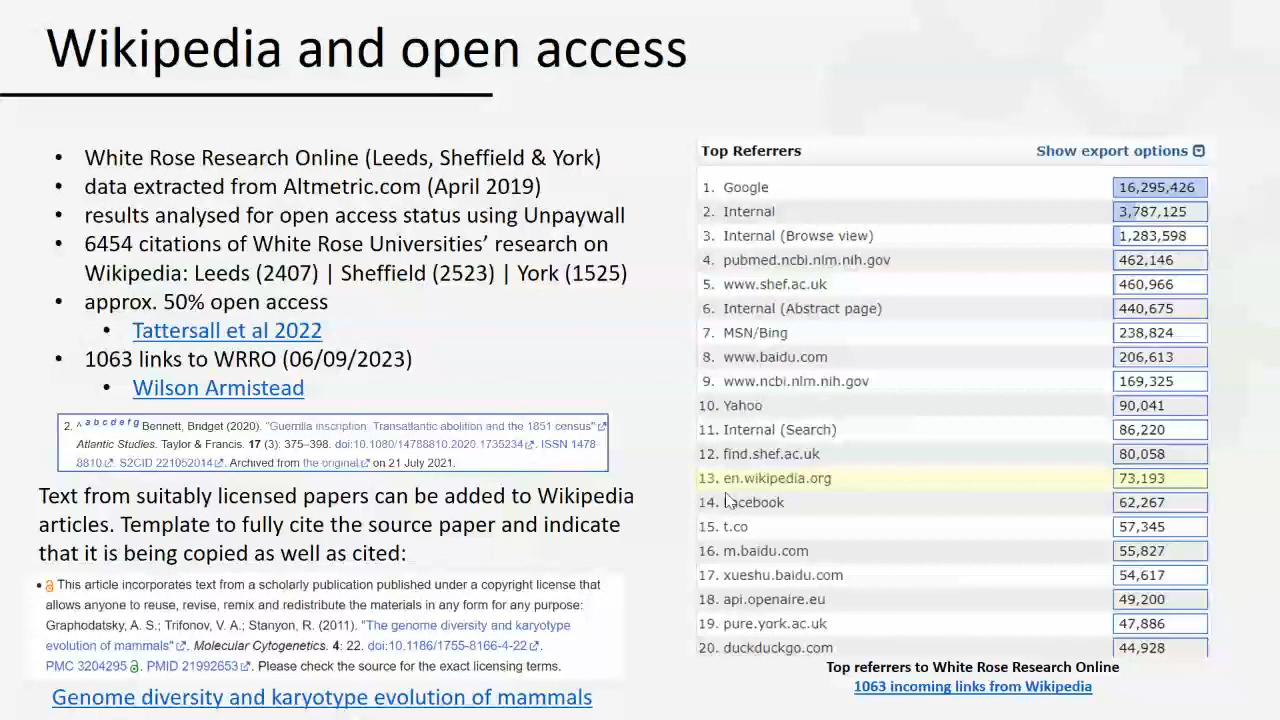 Wikipedia and open access
• White Rose Research Online (Leeds, Sheffield & York)
• data extracted from Altmetric.com (April 2019)
• results analysed for open access status using Unpaywall
• 6454 citations of White Rose Universities' research on
Wikipedia: Leeds (2407) | Sheffield (2523) | York (1525)
• approx. 50% open access
• Tattersall et al 2022
• 1063 links to WRRO (06/09/2023)
• Wilson Armistead
2. ^ a b c d e f g Bennett, Bridget (2020). "Guerrilla inscription: Transatlantic abolition and the 1851 census"
Atlantic Studies. Taylor & Francis. 17 (3): 375–398. doi:10.1080/14788810.2020.1735234. ISSN 1478-
8810. S2CID 221052014. Archived from the original on 21 July 2021.
Text from suitably licensed papers can be added to Wikipedia
articles. Template to fully cite the source paper and indicate
that it is being copied as well as cited:
• This article incorporates text from a scholarly publication published under a copyright license that
allows anyone to reuse, revise, remix and redistribute the materials in any form for any purpose:
Graphodatsky, A. S.; Trifonov, V. A.; Stanyon, R. (2011). "The genome diversity and karyotype
evolution of mammals". Molecular Cytogenetics. 4: 22. doi:10.1186/1755-8166-4-22.
PMC 3204295. PMID 21992653. Please check the source for the exact licensing terms.
Genome diversity and karyotype evolution of mammals
Top Referrers Show export options
1. Google 16,295,426
2. Internal 3,787,125
3. Internal (Browse view) 1,283,598
4. pubmed.ncbi.nlm.nih.gov 462,146
5. www.shef.ac.uk 460,966
6. Internal (Abstract page) 440,675
7. MSN/Bing 238,824
8. www.baidu.com 206,613
9. www.ncbi.nlm.nih.gov 169,325
10. Yahoo 90,041
11. Internal (Search) 86,220
12. find.shef.ac.uk 80,058
13. en.wikipedia.org 73,193
14. facebook 62,267
15. t.co 57,345
16. m.baidu.com 55,827
17. xueshu.baidu.com 54,617
18. api.openaire.eu 49,200
19. pure.york.ac.uk 47,886
20. duckduckgo.com 44,928
Top referrers to White Rose Research Online
1063 incoming links from Wikipedia